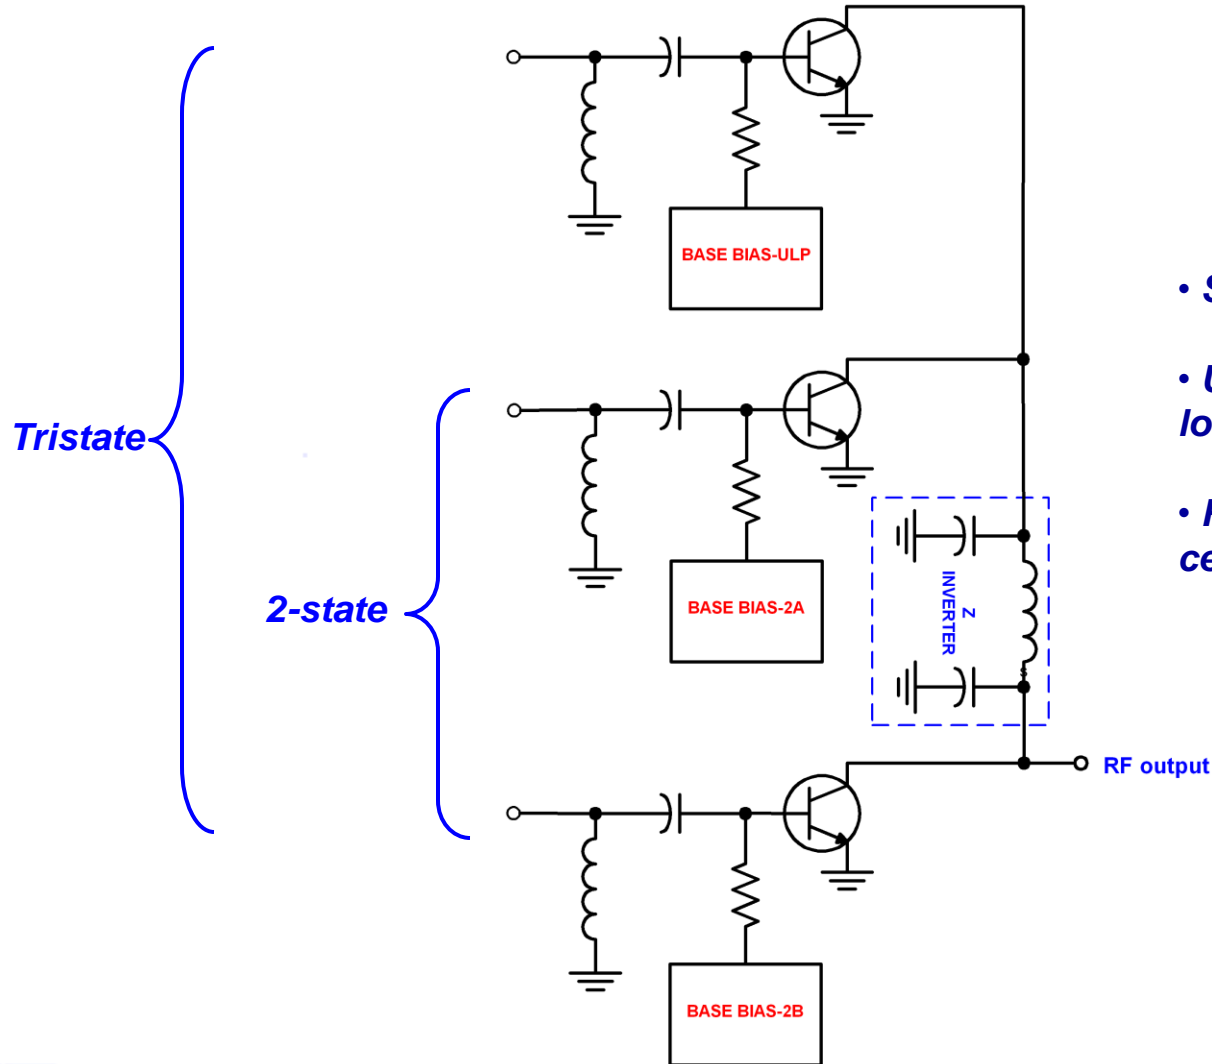 BASE BIAS-ULP
Tristate
2-state
BASE BIAS-2A
Z
INVERTER
s
RF output
BASE BIAS-2B